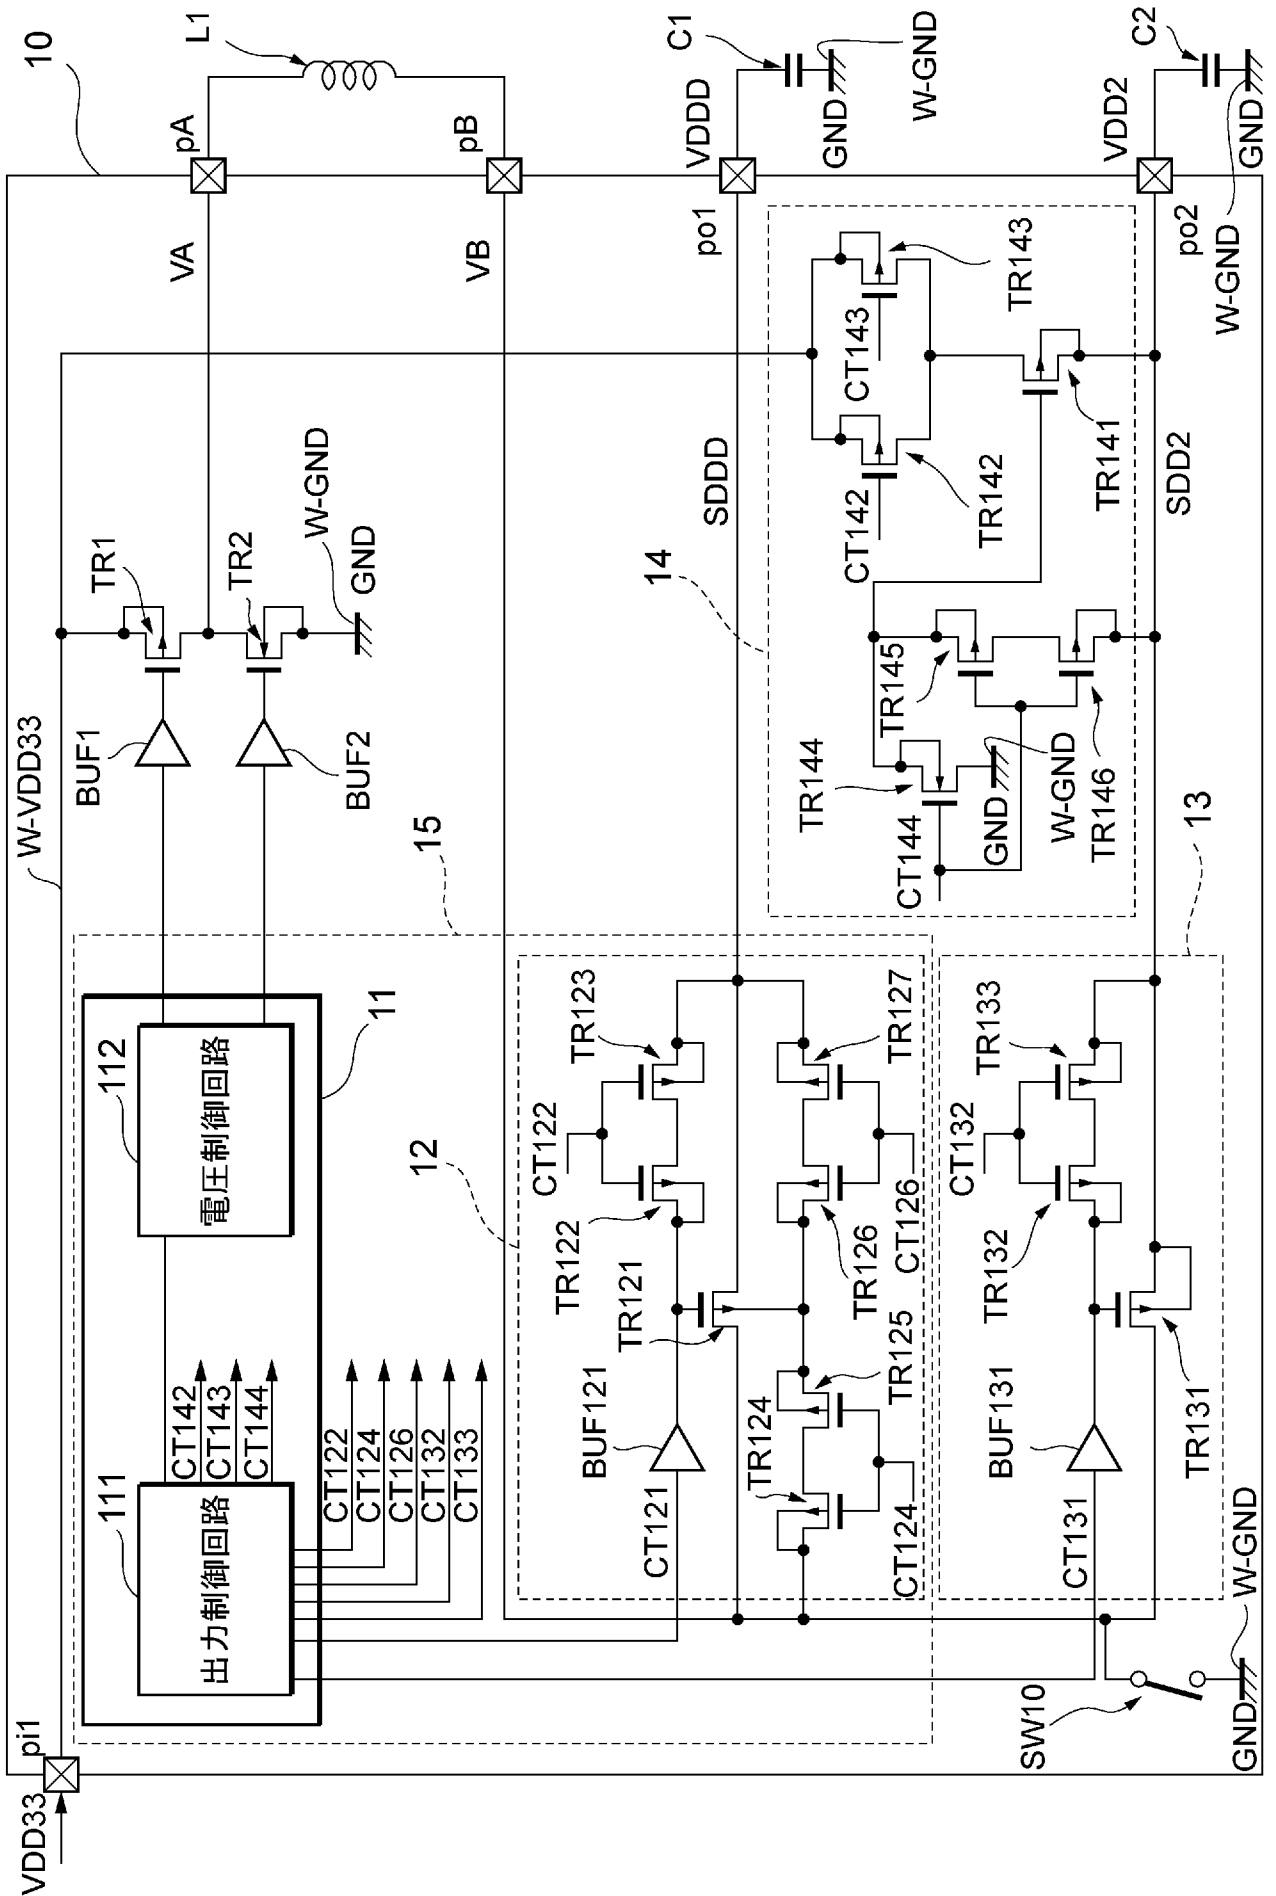 10
L1
pA
pB
VDDD
C1
GND
W-GND
VDD2
C2
GND
W-GND
VA
VB
po1
po2
TR143
CT143
CT142
TR142
TR141
SDDD
SDD2
14
W-GND
GND
TR1
TR2
BUF1
BUF2
W-VDD33
TR145
TR144
CT144
GND
W-GND
TR146
15
13
11
112
電圧制御回路
12
TR123
CT122
TR122
TR121
TR127
CT126
TR126
TR125
TR124
CT124
BUF121
CT121
TR133
CT132
TR132
BUF131
TR131
CT131
CT142
CT143
CT144
CT122
CT124
CT126
CT132
CT133
111
出力制御回路
pi1
VDD33
SW10
W-GND
GND